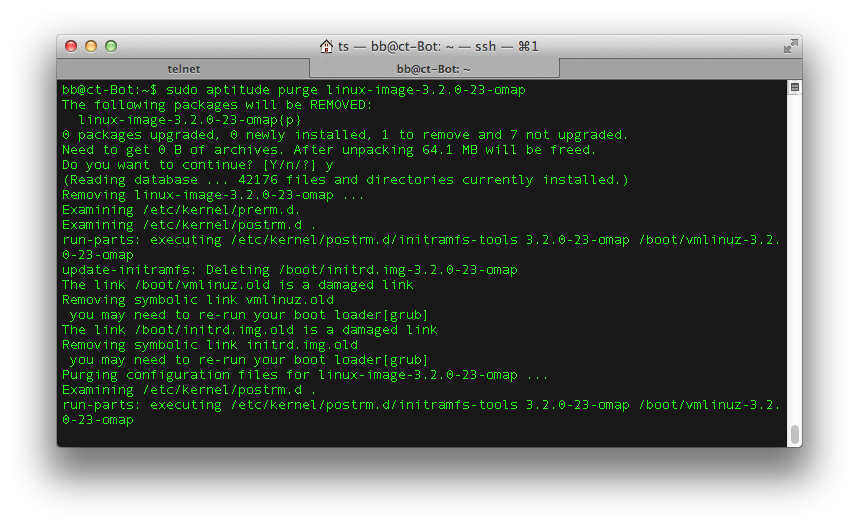 ts — bb@ct-Bot: ~ — ssh — ⌘1
telnet
bb@ct-Bot: ~
bb@ct-Bot:~$ sudo aptitude purge linux-image-3.2.0-23-omap
The following packages will be REMOVED:
  linux-image-3.2.0-23-omap{p}
0 packages upgraded, 0 newly installed, 1 to remove and 7 not upgraded.
Need to get 0 B of archives. After unpacking 64.1 MB will be freed.
Do you want to continue? [Y/n/?] y
(Reading database ... 42176 files and directories currently installed.)
Removing linux-image-3.2.0-23-omap ...
Examining /etc/kernel/prerm.d.
Examining /etc/kernel/postrm.d .
run-parts: executing /etc/kernel/postrm.d/initramfs-tools 3.2.0-23-omap /boot/vmlinuz-3.2.
0-23-omap
update-initramfs: Deleting /boot/initrd.img-3.2.0-23-omap
The link /boot/vmlinuz.old is a damaged link
Removing symbolic link vmlinuz.old
 you may need to re-run your boot loader[grub]
The link /boot/initrd.img.old is a damaged link
Removing symbolic link initrd.img.old
 you may need to re-run your boot loader[grub]
Purging configuration files for linux-image-3.2.0-23-omap ...
Examining /etc/kernel/postrm.d .
run-parts: executing /etc/kernel/postrm.d/initramfs-tools 3.2.0-23-omap /boot/vmlinuz-3.2.
0-23-omap